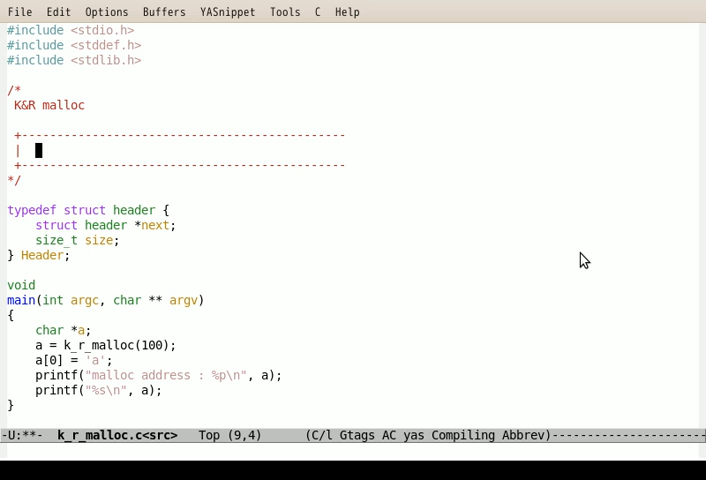 File Edit Options Buffers YASnippet Tools C Help
#include <stdio.h>
#include <stddef.h>
#include <stdlib.h>
/*
K&R malloc
+----------------------------------------------
|
+----------------------------------------------
*/
typedef struct header {
struct header *next;
size_t size;
} Header;
void
main(int argc, char ** argv)
{
char *a;
a = k_r_malloc(100);
a[0] = 'a';
printf("malloc address : %p\n", a);
printf("%s\n", a);
}
-U:**- k_r_malloc.c<src> Top (9,4) (C/l Gtags AC yas Compiling Abbrev)----------------------